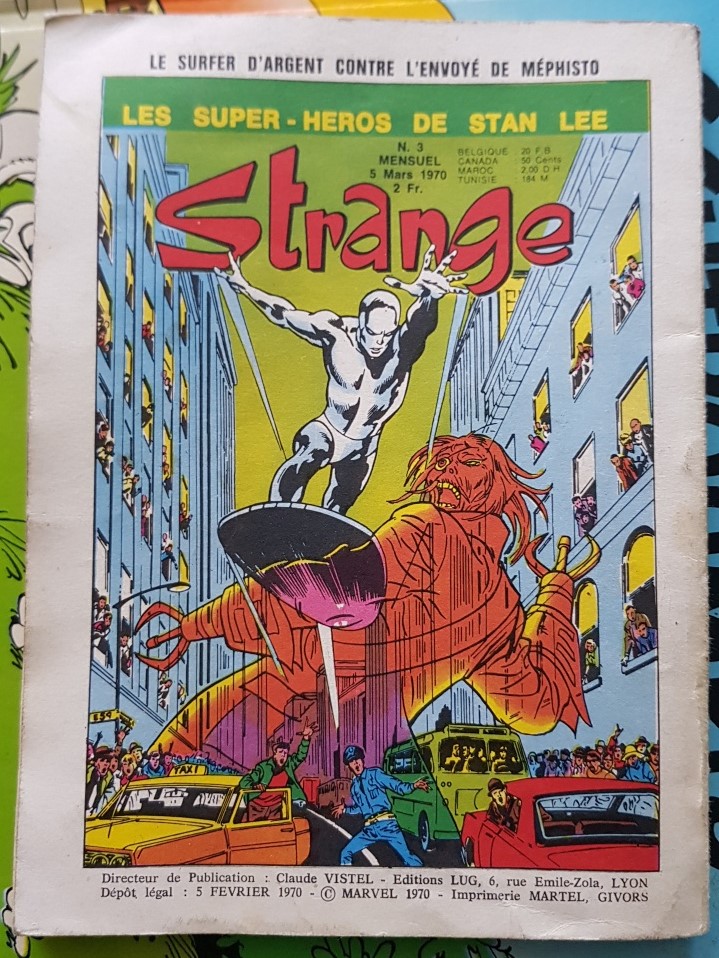 LE SURFER D'ARGENT CONTRE L'ENVOYÉ DE MÉPHISTO
LES SUPER-HEROS DE STAN LEE
N. 3
MENSUEL
5 Mars 1970
2 Fr.
BELGIQUE 20 F.B
CANADA 50 Cents
MAROC 2,00 D.H
TUNISIE 184 M
Strange
TAXI
Directeur de Publication : Claude VISTEL - Editions LUG, 6, rue Emile-Zola, LYON
Dépôt légal : 5 FEVRIER 1970 - © MARVEL 1970 - Imprimerie MARTEL, GIVORS